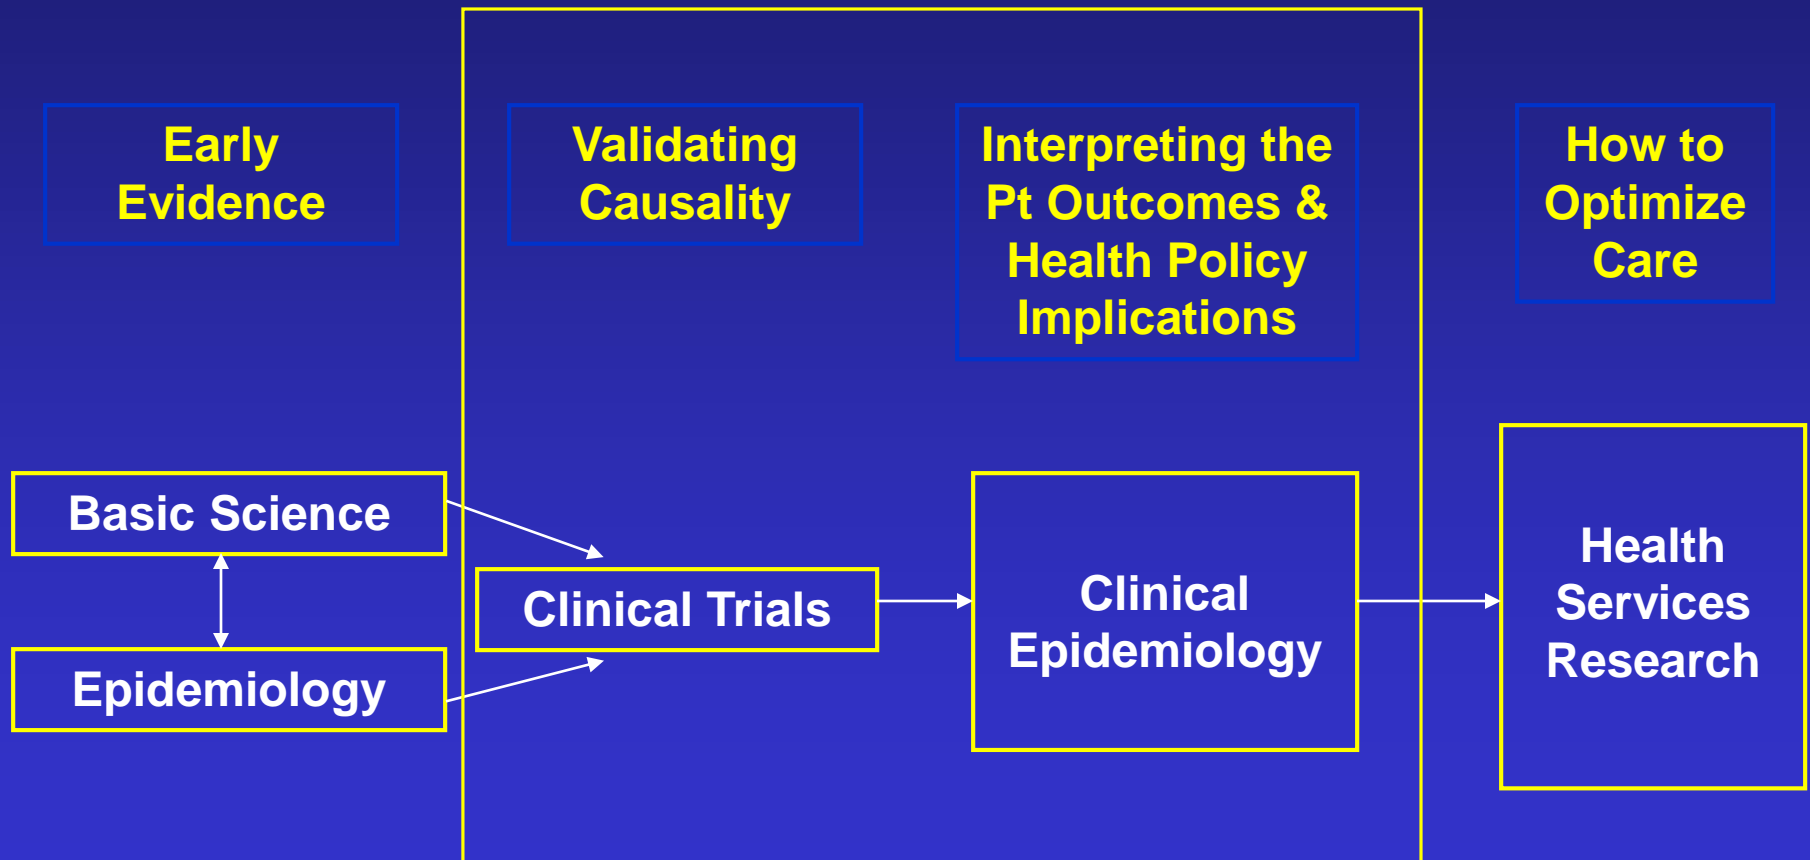 Early
Evidence
Validating
Causality
Interpreting the
Pt Outcomes &
Health Policy
Implications
How to
Optimize
Care
Basic Science
Epidemiology
Clinical Trials
Clinical
Epidemiology
Health
Services
Research